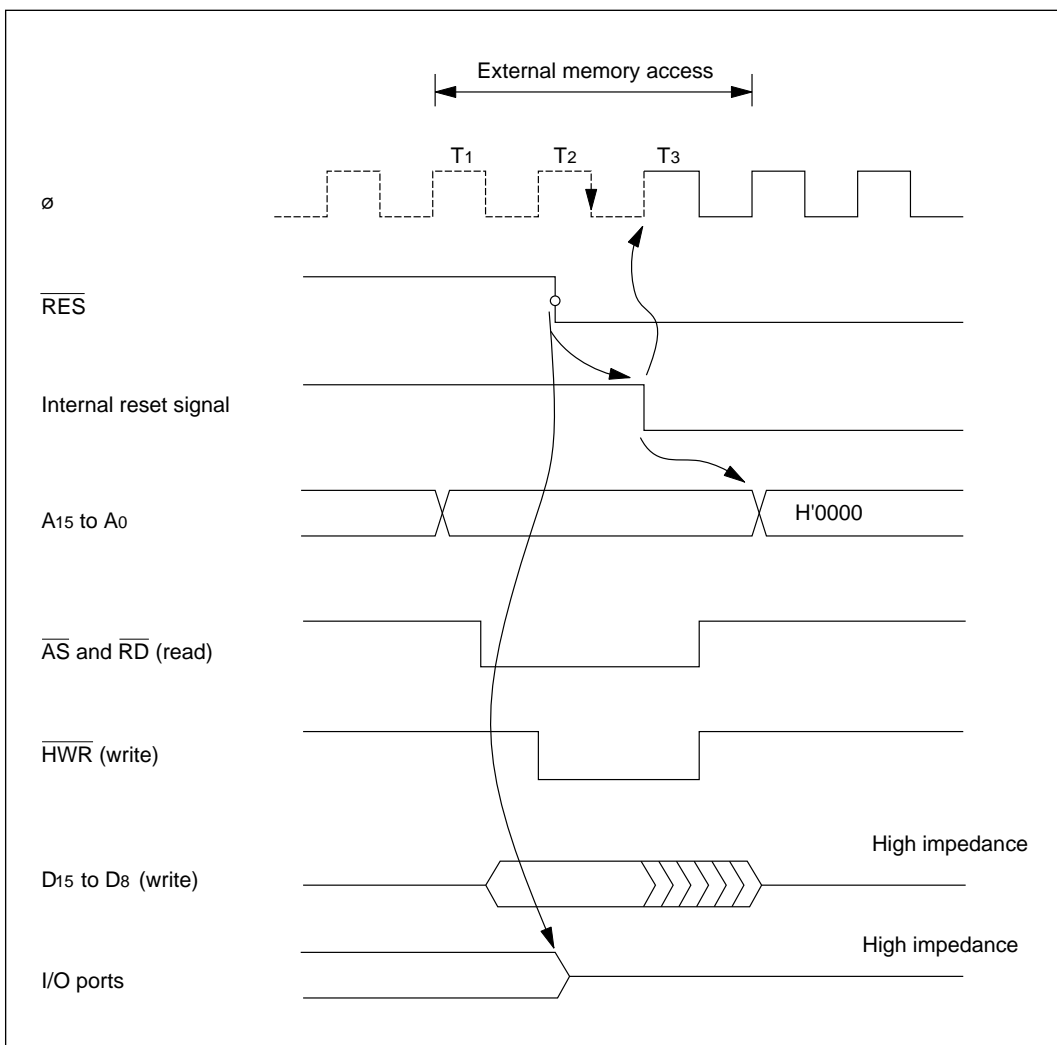 External memory access
T1 T2 T3
ø
RES
Internal reset signal
A15 to A0
H'0000
AS and RD (read)
HWR (write)
High impedance
D15 to D8 (write)
High impedance
I/O ports